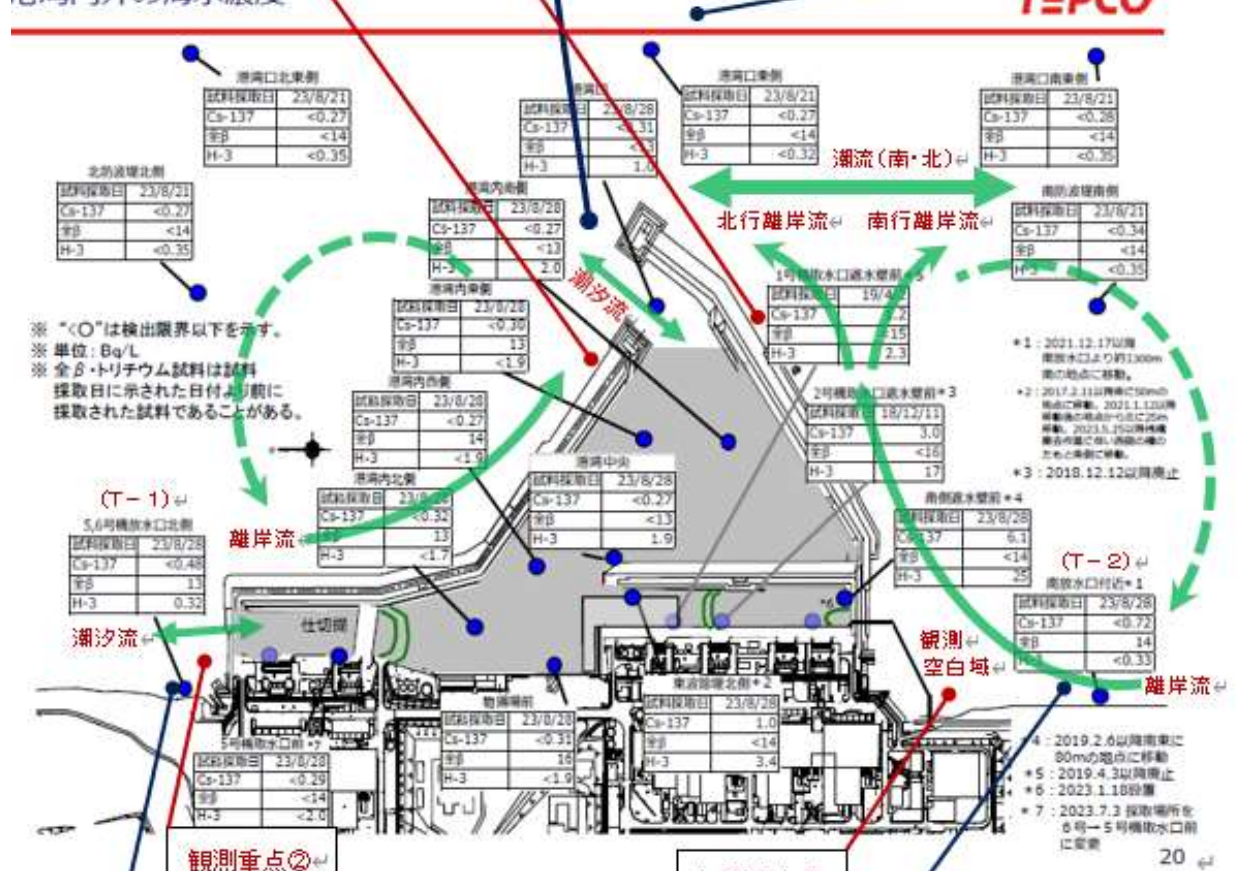 TEPCO
港湾口北東側
試料採取日 23/8/21
Cs-137 <0.27
全β <14
H-3 <0.35
港湾口
試料採取日 23/8/28
Cs-137 <0.31
全β <13
H-3 1.0
港湾口東側
試料採取日 23/8/21
Cs-137 <0.27
全β <14
H-3 <0.32
港湾口南東側
試料採取日 23/8/21
Cs-137 <0.28
全β <14
H-3 <0.35
潮流(南・北)
北防波堤北側
試料採取日 23/8/21
Cs-137 <0.27
全β <14
H-3 <0.35
港湾内南側
試料採取日 23/8/28
Cs-137 <0.27
全β <13
H-3 2.0
北行離岸流 南行離岸流
南防波堤南側
試料採取日 23/8/21
Cs-137 <0.34
全β <14
H-3 <0.35
潮汐流
港湾内東側
試料採取日 23/8/28
Cs-137 <0.30
全β 13
H-3 <1.9
1号機取水口遮水壁前*5
試料採取日
Cs-137
全β <15
H-3 2.3
※ “<○”は検出限界以下を示す。
※ 単位:Bq/L
※ 全β・トリチウム試料は試料
採取日に示された日付より前に
採取された試料であることがある。
*1:2021.12.17以降
南放水口より約1300m
南の地点に移動。
*3:2018.12.12以降廃止
港湾内西側
試料採取日 23/8/28
Cs-137 <0.27
全β 14
H-3 <1.9
2号機取水口遮水壁前*3
試料採取日 18/12/11
Cs-137 3.0
全β <16
H-3 17
港湾中央
試料採取日 23/8/28
Cs-137 <0.27
全β <13
H-3 1.9
港湾内北側
試料採取日 23/8/28
Cs-137 <0.32
全β 13
H-3 <1.7
離岸流
南側遮水壁前*4
試料採取日 23/8/28
Cs-137 6.1
全β <14
H-3 25
(T-1)
5,6号機放水口北側
試料採取日 23/8/28
Cs-137 <0.48
全β 13
H-3 0.32
(T-2)
南放水口付近*1
試料採取日 23/8/28
Cs-137 <0.72
全β 14
H-3 <0.33
*6
潮汐流
仕切堤
観測
空白域
離岸流
東波除堤北側*2
試料採取日 23/8/28
Cs-137 1.0
全β <14
H-3 3.4
物揚場前
試料採取日 23/8/28
Cs-137 <0.31
全β 16
H-3 <1.9
5号機取水口前*7
試料採取日 23/8/28
Cs-137 <0.29
全β <14
H-3 <2.0
4:2019.2.6以降南東に
80mの地点に移動
*5:2019.4.3以降廃止
*6:2023.1.18設置
*7:2023.7.3 採取場所を
6号→5号機取水口前
に変更
観測重点②
20